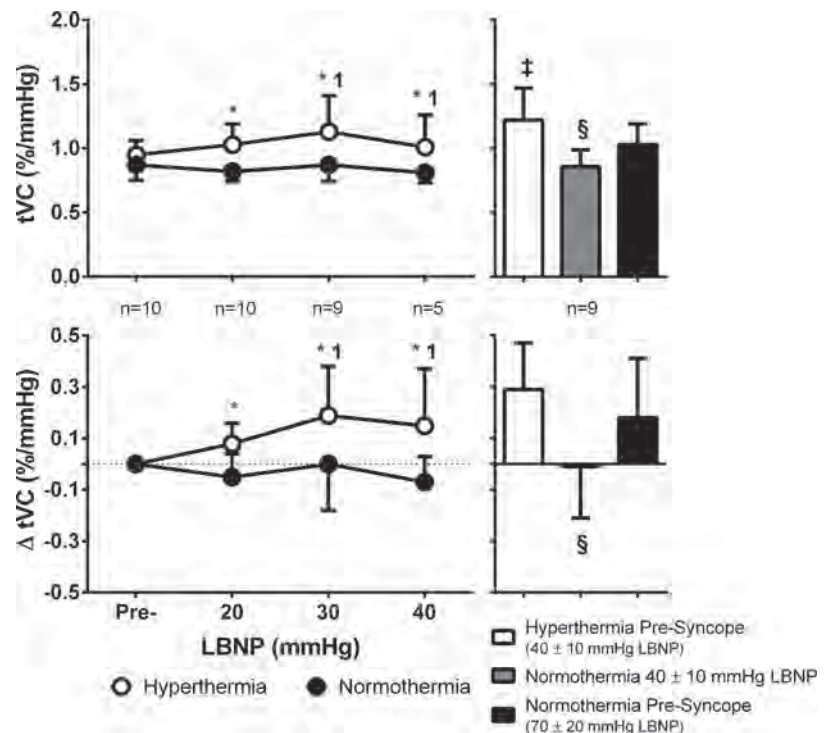 2.0
1.5
1.0
0.5
0.0
tVC (%/mmHg)
*
* 1
* 1
‡
§
n=10
n=10
n=9
n=5
n=9
0.5
0.3
0.1
-0.1
-0.3
-0.5
Δ tVC (%/mmHg)
*
* 1
* 1
§
Pre-
20
30
40
LBNP (mmHg)
Hyperthermia
Normothermia
Hyperthermia Pre-Syncope
(40 ± 10 mmHg LBNP)
Normothermia 40 ± 10 mmHg LBNP
Normothermia Pre-Syncope
(70 ± 20 mmHg LBNP)